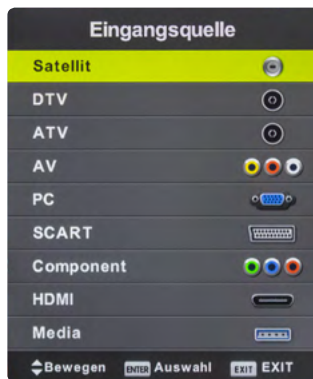 Eingangsquelle
Satellit
DTV
ATV
AV
PC
SCART
Component
HDMI
Media
Bewegen ENTER Auswahl EXIT EXIT